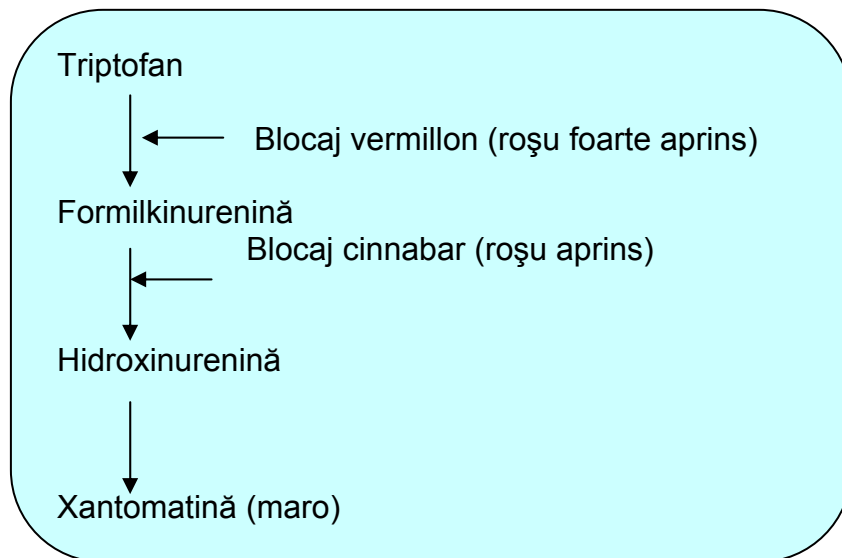 Triptofan
Blocaj vermillon (roşu foarte aprins)
Formilkinurenină
Blocaj cinnabar (roşu aprins)
Hidroxinurenină
Xantomatină (maro)